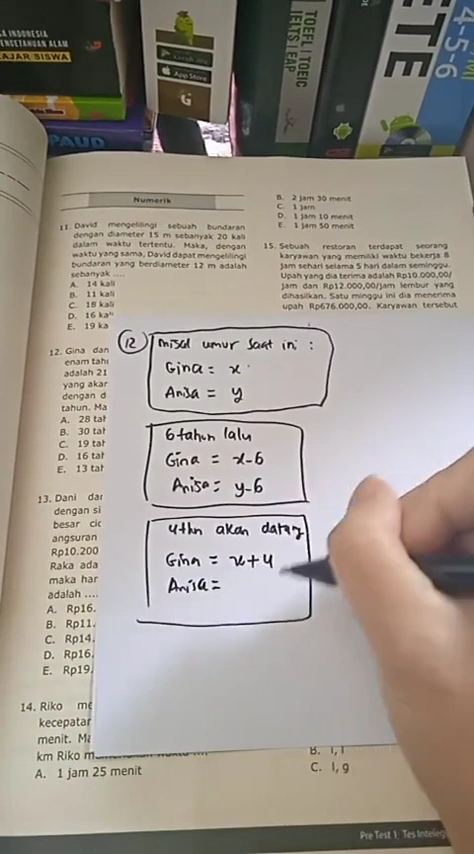 A INDONESIA
ENGETAHUAN ALAM
AJAR SISWA
PAUD
App Store
G
TOEFL TOEIC
IELTS IEAP
ETE
4-5-6
Numerik
11. David mengelilingi sebuah bundaran
dengan diameter 15 m sebanyak 20 kali
dalam waktu tertentu. Maka, dengan
waktu yang sama, David dapat mengelilingi
bundaran yang berdiameter 12 m adalah
sebanyak ....
A. 14 kali
B. 11 kali
C. 18 kali
D. 16 kali
E. 19 ka
12. Gina dan
enam tah
adalah 21
yang akar
dengan d
tahun. Ma
A. 28 tah
B. 30 tah
C. 19 tah
D. 16 tah
E. 13 tah
13. Dani dar
dengan si
besar cic
angsuran
Rp10.200
Raka ada
maka har
adalah ....
A. Rp16.
B. Rp11.
C. Rp14.
D. Rp16.
E. Rp19.
14. Riko me
kecepatar
menit. Ma
km Riko m
A. 1 jam 25 menit
B. 2 jam 30 menit
C. 1 jam
D. 1 jam 10 menit
E. 1 jam 50 menit
15. Sebuah restoran terdapat seorang
karyawan yang memiliki waktu bekerja 8
jam sehari selama 5 hari dalam seminggu.
Upah yang dia terima adalah Rp10.000,00/
jam dan Rp12.000,00/jam lembur yang
dihasilkan. Satu minggu ini dia menerima
upah Rp676.000,00. Karyawan tersebut
12 misal umur saat ini :
Gina = x
Anisa = y
6 tahun lalu
Gina = x-6
Anisa = y-6
4 thn akan datang
Gina = x+4
Anisa =
B. l, l
C. l, g
Pre Test 1: Tes Inteleg